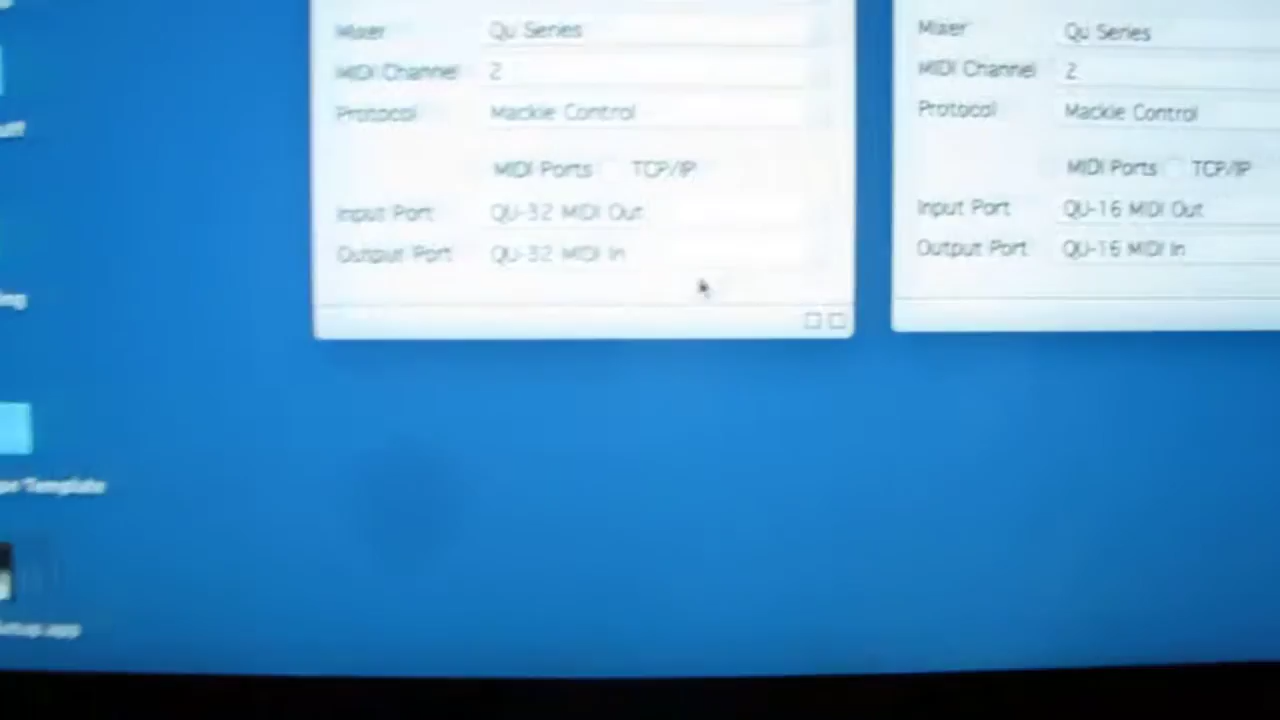 Mixer Qu Series
MIDI Channel 2
Protocol Mackie Control
MIDI Ports TCP/IP
Input Port QU-32 MIDI Out
Output Port QU-32 MIDI In
Mixer Qu Series
MIDI Channel 2
Protocol Mackie Control
MIDI Ports TCP/IP
Input Port QU-16 MIDI Out
Output Port QU-16 MIDI In
Template